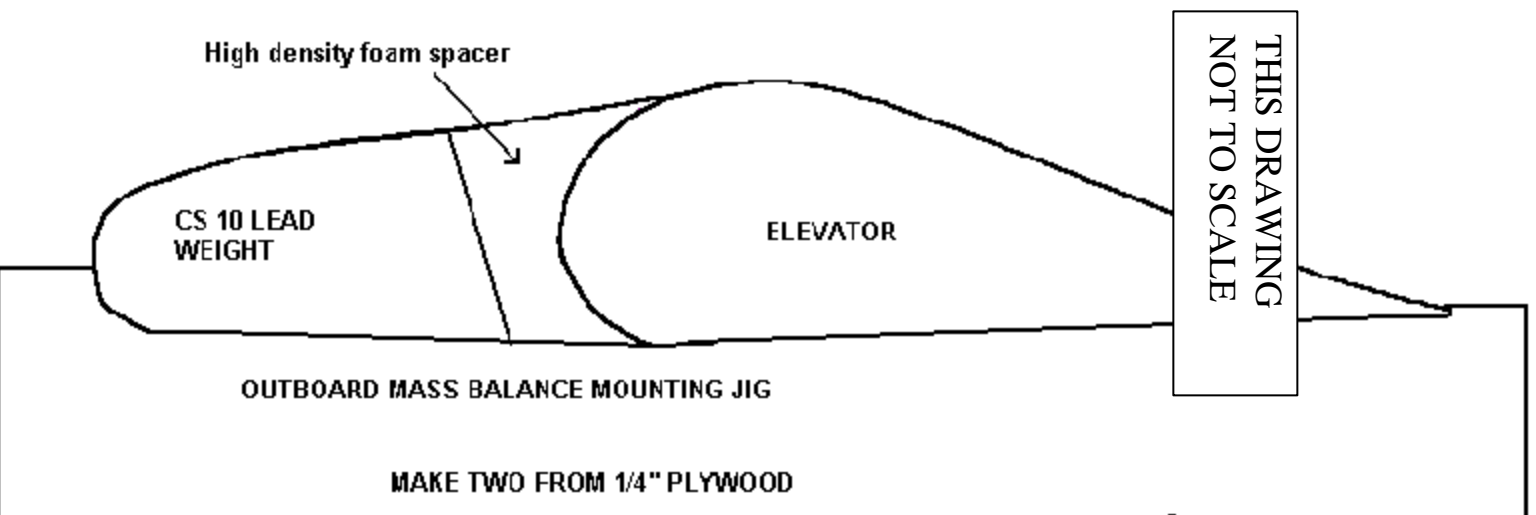 High density foam spacer
CS 10 LEAD
WEIGHT
ELEVATOR
THIS DRAWING
NOT TO SCALE
OUTBOARD MASS BALANCE MOUNTING JIG
MAKE TWO FROM 1/4" PLYWOOD